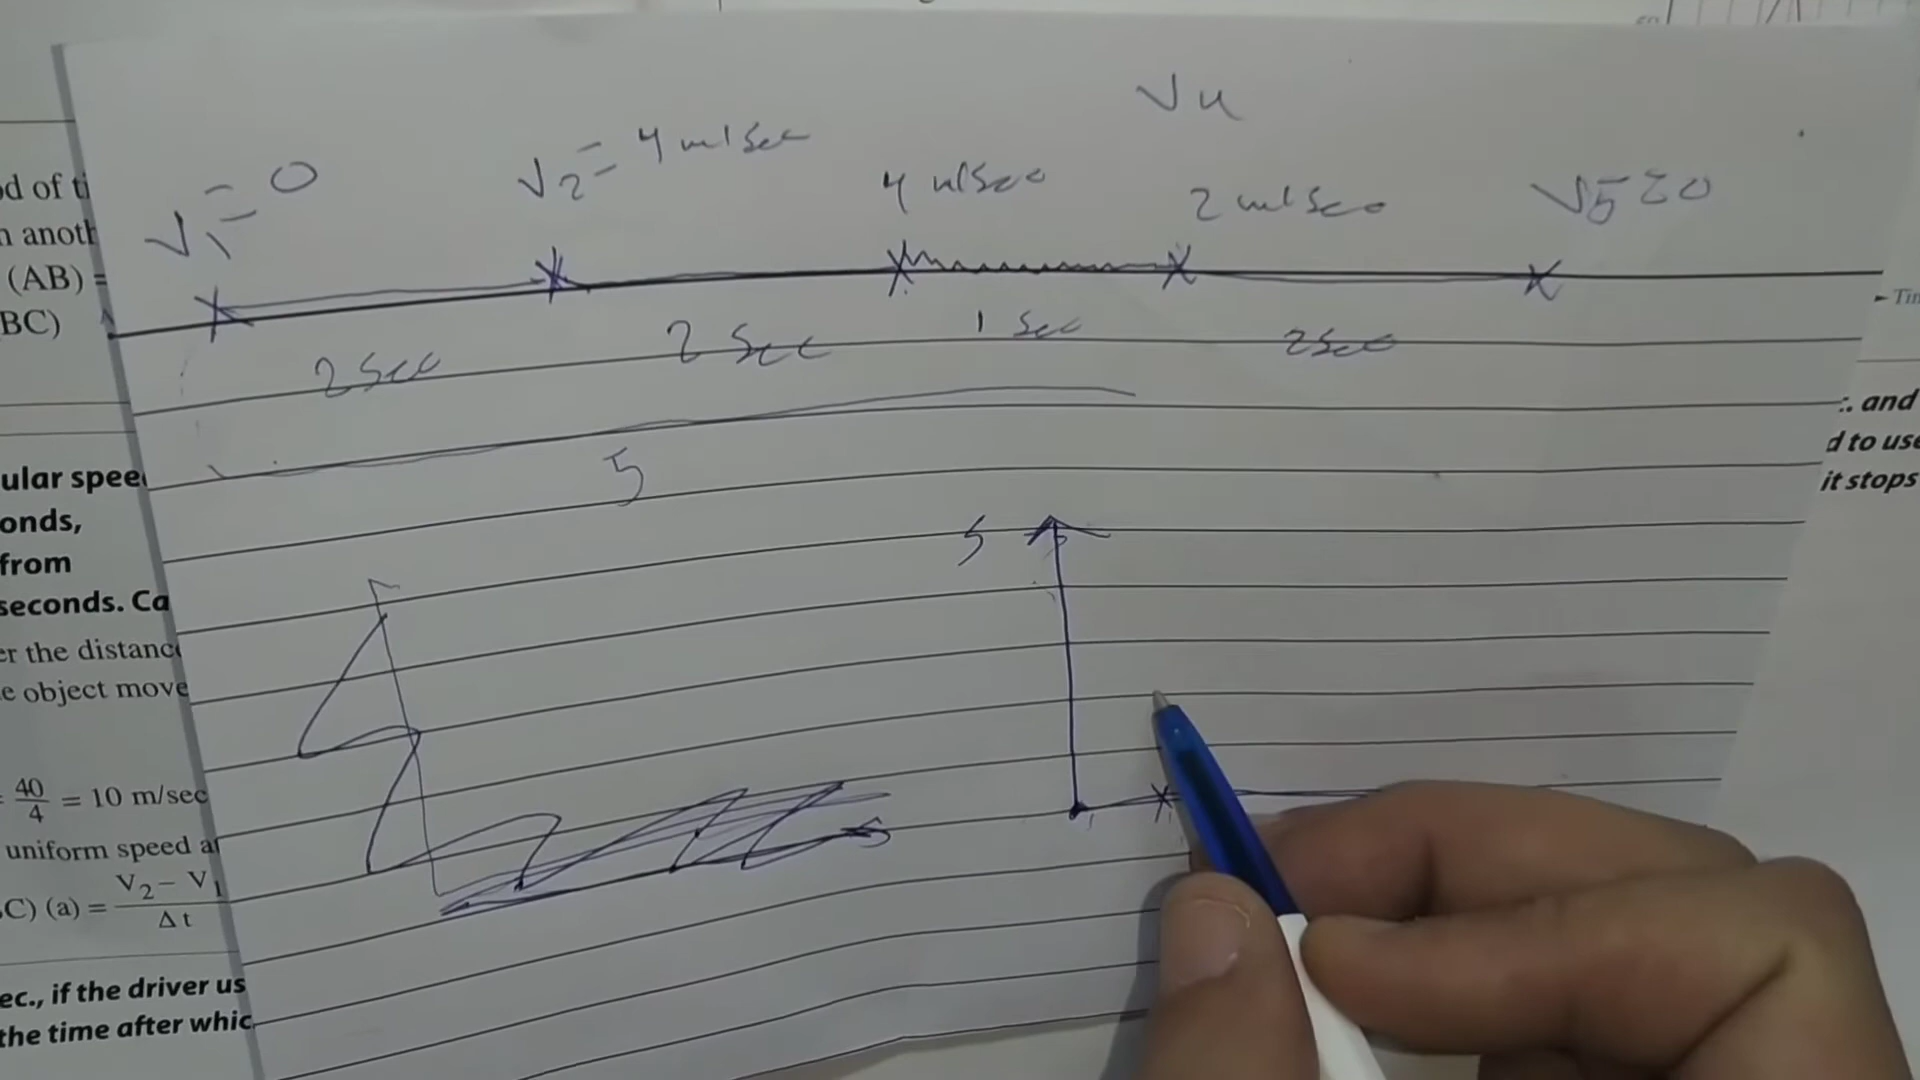 V4
V1 = 0
V2 = 4 m/sec
4 m/sec
2 m/sec
V5 = 0
2 sec
2 sec
1 sec
2 sec
5
5
od of ti
n anoth
(AB) =
BC)
ular spee
onds,
from
seconds. Ca
er the distanc
e object move
= 40/4 = 10 m/sec
uniform speed a
C) (a) = V2 – V1 / Δ t
ec., if the driver us
the time after whic
Tin
:. and
d to use
it stops